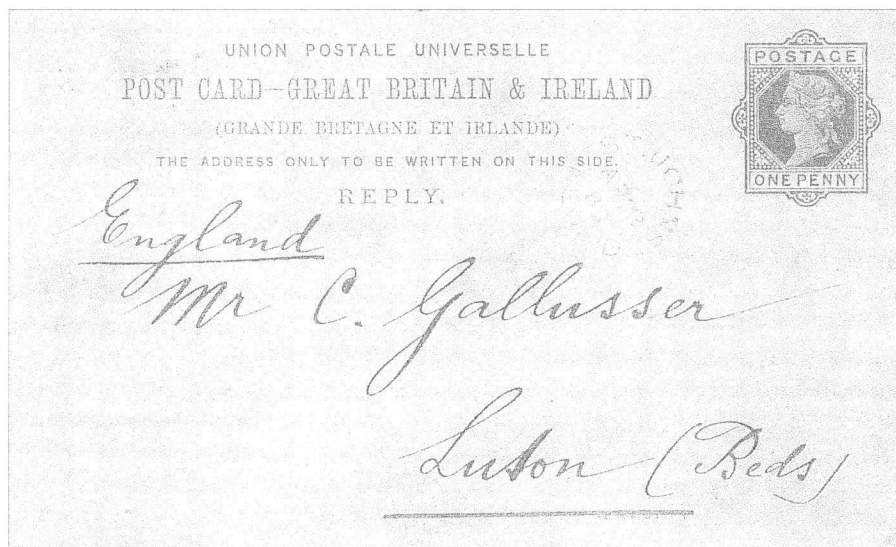 UNION POSTALE UNIVERSELLE
POST CARD—GREAT BRITAIN & IRELAND
(GRANDE BRETAGNE ET IRLANDE)
THE ADDRESS ONLY TO BE WRITTEN ON THIS SIDE.
REPLY.
POSTAGE
ONE PENNY
England
Mr C. Gallusser
Luton (Beds)